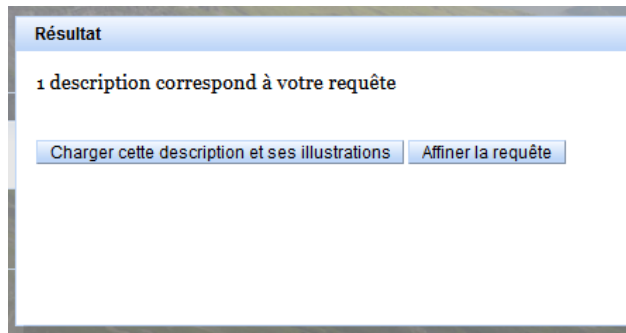 Résultat
1 description correspond à votre requête
Charger cette description et ses illustrations Affiner la requête